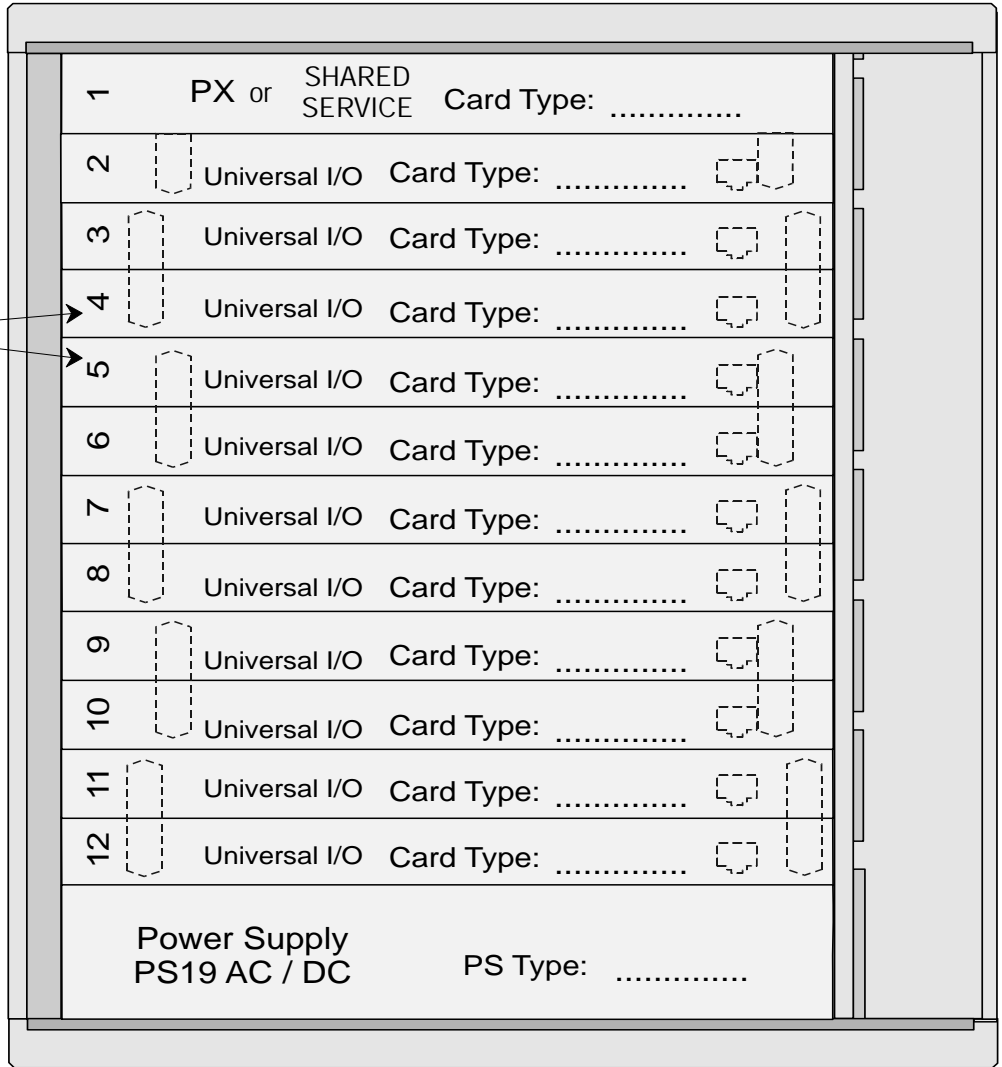 1 PX or SHARED SERVICE Card Type: ..............
2 Universal I/O Card Type: ..............
3 Universal I/O Card Type: ..............
4 Universal I/O Card Type: ..............
5 Universal I/O Card Type: ..............
6 Universal I/O Card Type: ..............
7 Universal I/O Card Type: ..............
8 Universal I/O Card Type: ..............
9 Universal I/O Card Type: ..............
10 Universal I/O Card Type: ..............
11 Universal I/O Card Type: ..............
12 Universal I/O Card Type: ..............
Power Supply
PS19 AC / DC PS Type: ..............